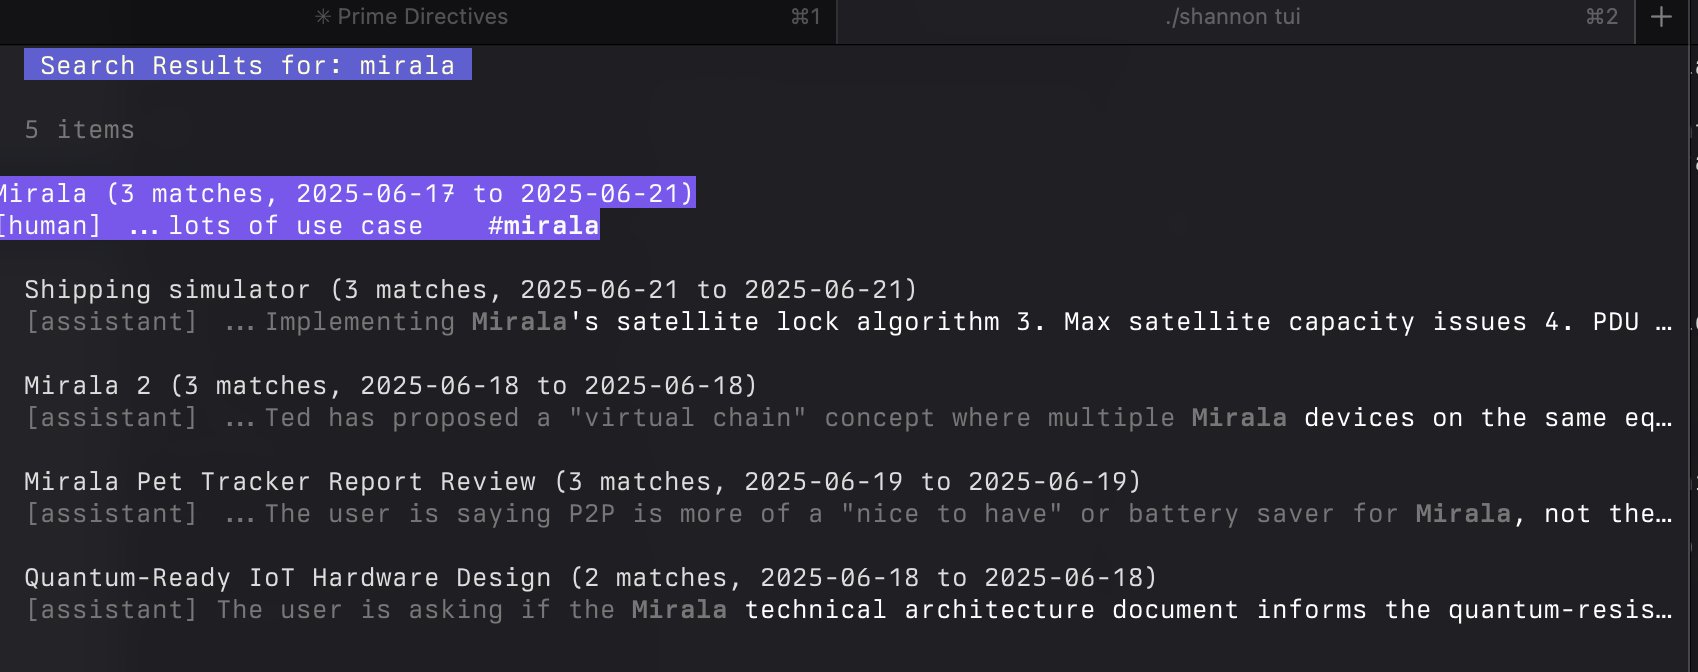 ✳ Prime Directives ⌘1 ./shannon tui ⌘2 +
Search Results for: mirala
5 items
Mirala (3 matches, 2025-06-17 to 2025-06-21)
[human] …lots of use case #mirala
Shipping simulator (3 matches, 2025-06-21 to 2025-06-21)
[assistant] …Implementing Mirala's satellite lock algorithm 3. Max satellite capacity issues 4. PDU …
Mirala 2 (3 matches, 2025-06-18 to 2025-06-18)
[assistant] …Ted has proposed a "virtual chain" concept where multiple Mirala devices on the same eq…
Mirala Pet Tracker Report Review (3 matches, 2025-06-19 to 2025-06-19)
[assistant] …The user is saying P2P is more of a "nice to have" or battery saver for Mirala, not the…
Quantum-Ready IoT Hardware Design (2 matches, 2025-06-18 to 2025-06-18)
[assistant] The user is asking if the Mirala technical architecture document informs the quantum-resis…